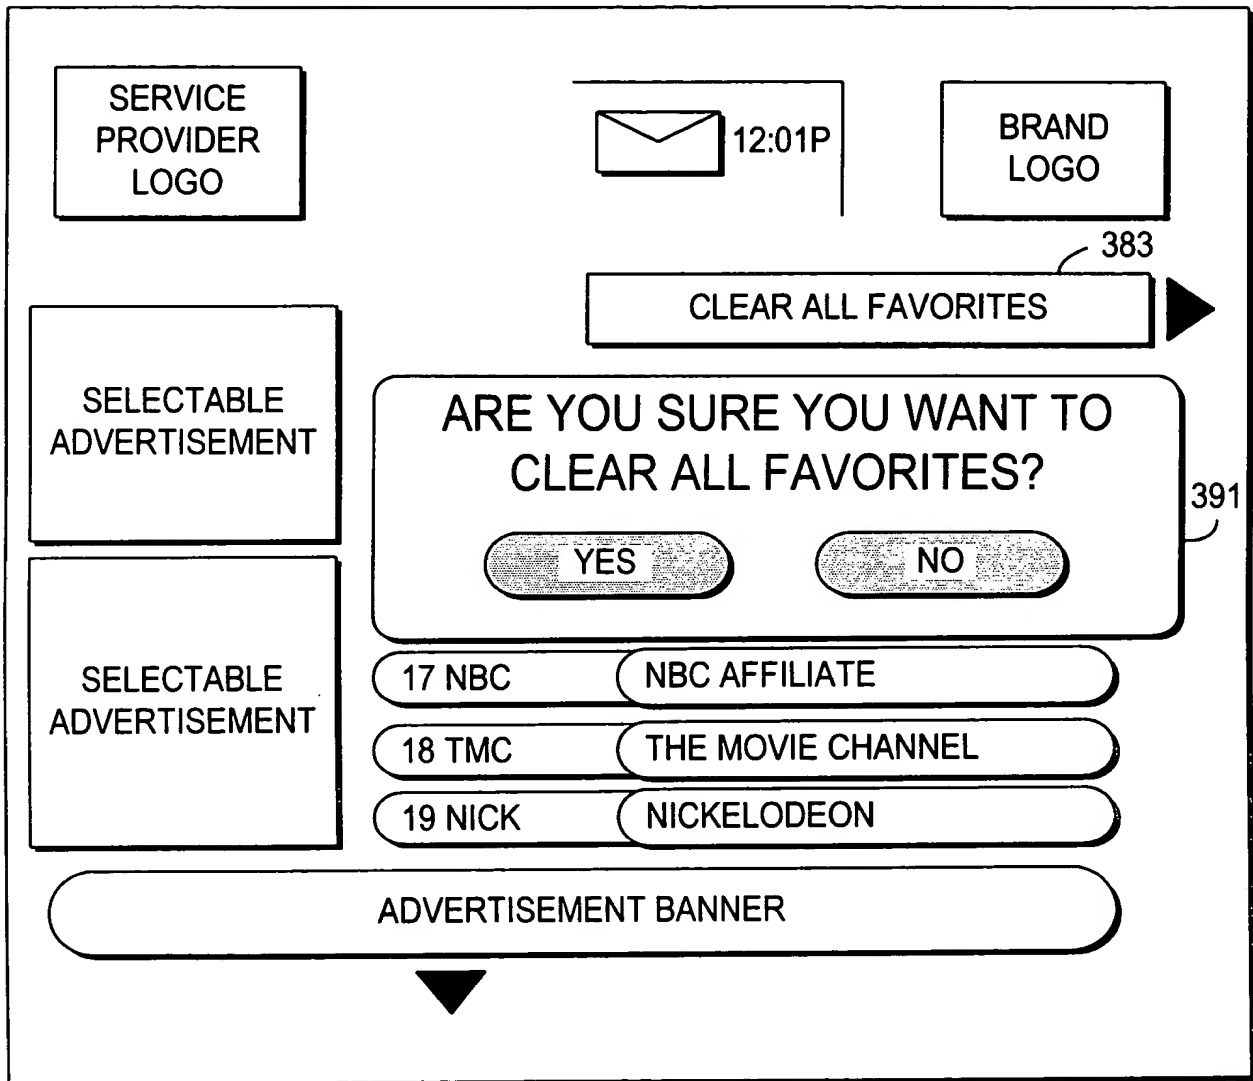 SERVICE
PROVIDER
LOGO
12:01P
BRAND
LOGO
383
CLEAR ALL FAVORITES
SELECTABLE
ADVERTISEMENT
ARE YOU SURE YOU WANT TO
CLEAR ALL FAVORITES?
391
YES NO
SELECTABLE
ADVERTISEMENT
17 NBC NBC AFFILIATE
18 TMC THE MOVIE CHANNEL
19 NICK NICKELODEON
ADVERTISEMENT BANNER